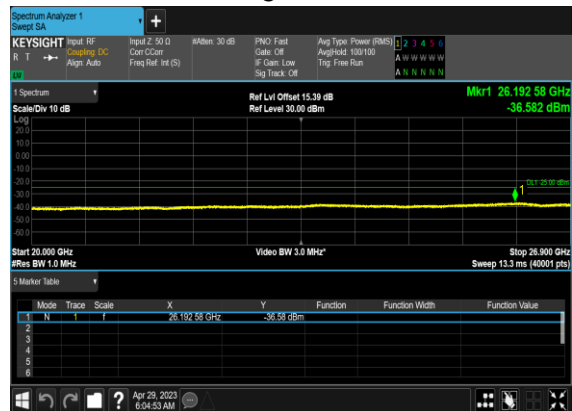 Spectrum Analyzer 1
Swept SA
+
KEYSIGHT Input: RF Input Z: 50 Ω #Atten: 30 dB PNO: Fast Avg Type: Power (RMS) 1 2 3 4 5 6
R T Coupling: DC Corr CCorr Gate: Off Avg|Hold: 100/100 A W W W W W
Align: Auto Freq Ref: Int (S) IF Gain: Low Trig: Free Run
Sig Track: Off A N N N N N
LW
1 Spectrum
Ref Lvl Offset 15.39 dB Mkr1 26.192 58 GHz
Scale/Div 10 dB Ref Level 30.00 dBm -36.582 dBm
Log
20.0
10.0
0.00
-10.0
-20.0
DL1 -25.00 dBm
1
-30.0
-40.0
-50.0
-60.0
Start 20.000 GHz Video BW 3.0 MHz* Stop 26.900 GHz
#Res BW 1.0 MHz Sweep 13.3 ms (40001 pts)
5 Marker Table
Mode Trace Scale X Y Function Function Width Function Value
1 N 1 f 26.192 58 GHz -36.58 dBm
2
3
4
5
6
? Apr 29, 2023
6:04:53 AM